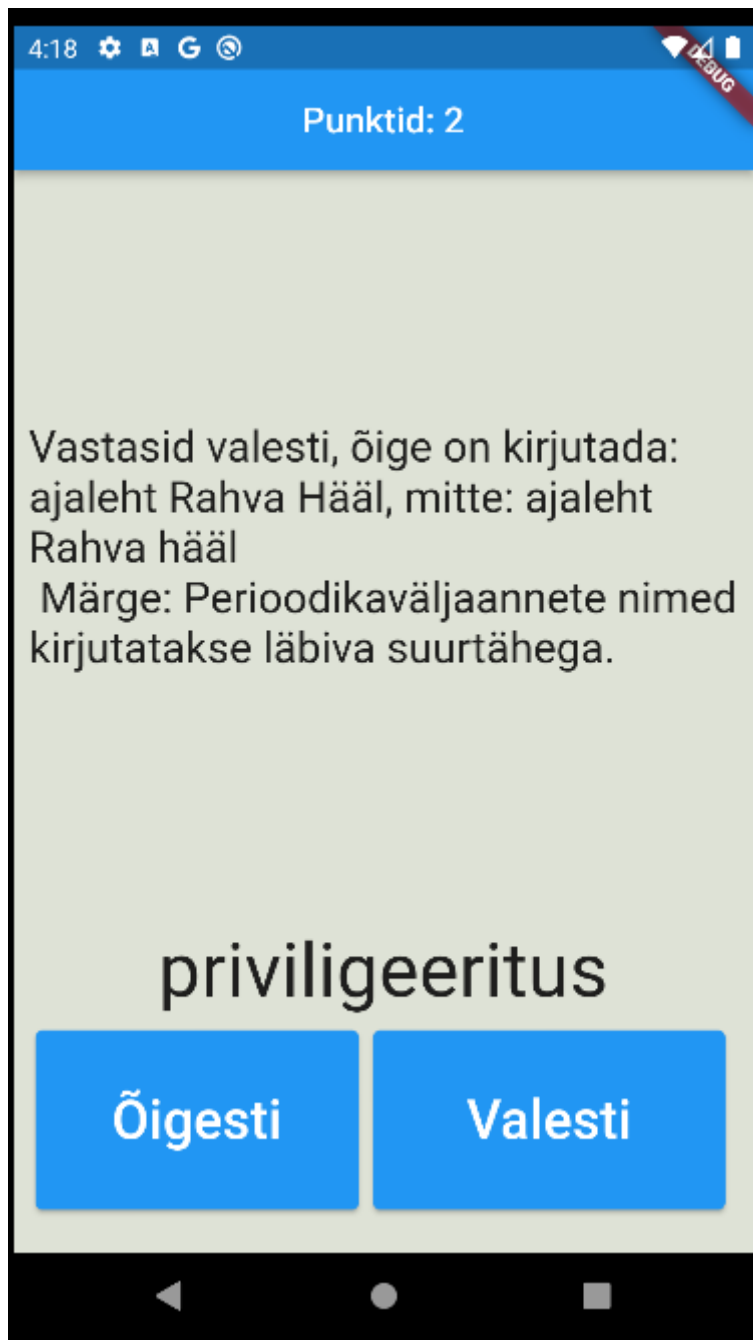 4:18
DEBUG
Punktid: 2
Vastasid valesti, õige on kirjutada:
ajaleht Rahva Hääl, mitte: ajaleht
Rahva hääl
Märge: Perioodikaväljaannete nimed
kirjutatakse läbiva suurtähega.
priviligeeritus
Õigesti
Valesti